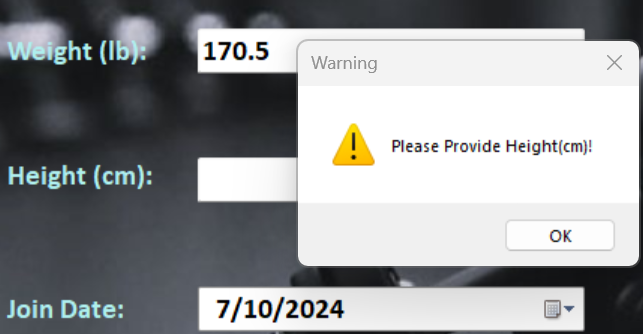 Weight (lb):
170.5
Warning
Please Provide Height(cm)!
Height (cm):
OK
Join Date:
7/10/2024